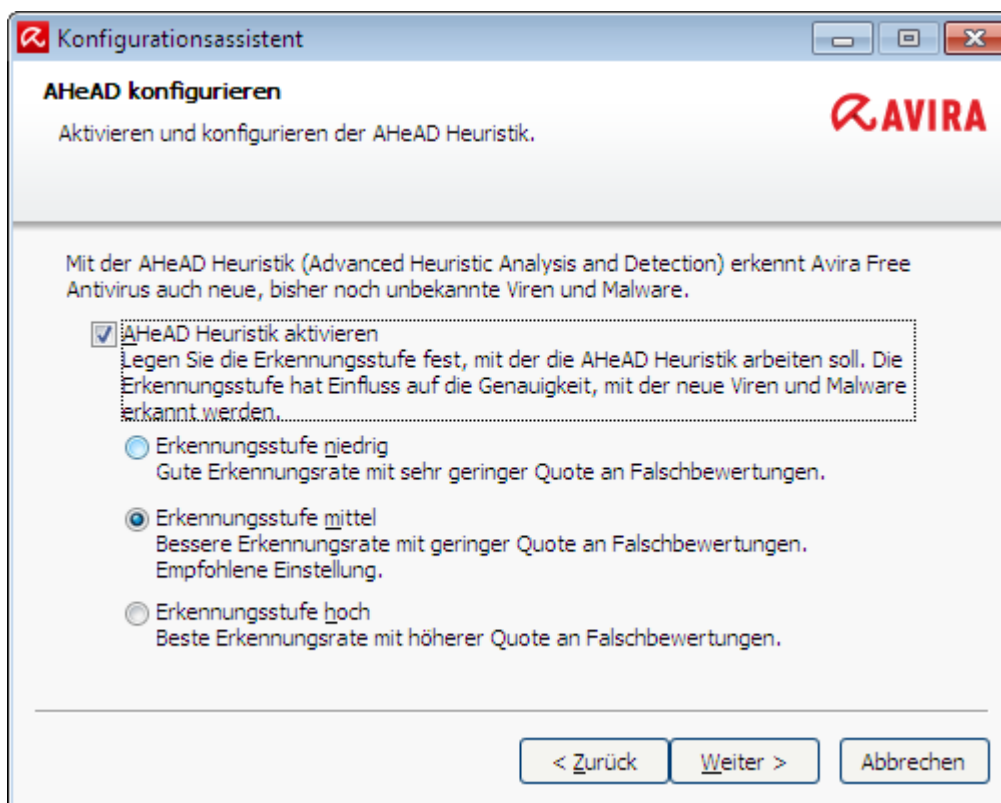 Konfigurationsassistent
AHeAD konfigurieren
Aktivieren und konfigurieren der AHeAD Heuristik.
AVIRA
Mit der AHeAD Heuristik (Advanced Heuristic Analysis and Detection) erkennt Avira Free
Antivirus auch neue, bisher noch unbekannte Viren und Malware.
AHeAD Heuristik aktivieren
Legen Sie die Erkennungsstufe fest, mit der die AHeAD Heuristik arbeiten soll. Die
Erkennungsstufe hat Einfluss auf die Genauigkeit, mit der neue Viren und Malware
erkannt werden.
Erkennungsstufe niedrig
Gute Erkennungsrate mit sehr geringer Quote an Falschbewertungen.
Erkennungsstufe mittel
Bessere Erkennungsrate mit geringer Quote an Falschbewertungen.
Empfohlene Einstellung.
Erkennungsstufe hoch
Beste Erkennungsrate mit höherer Quote an Falschbewertungen.
< Zurück
Weiter >
Abbrechen